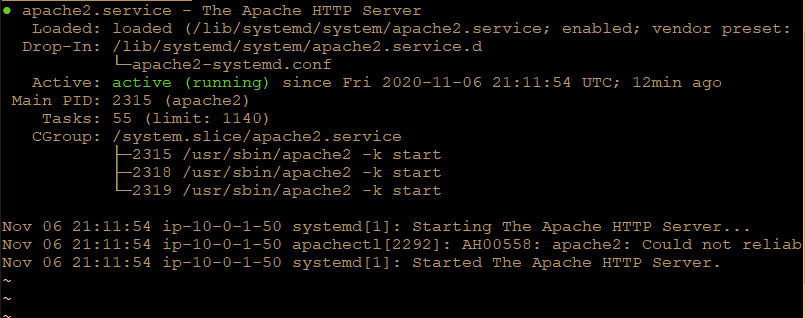 ● apache2.service - The Apache HTTP Server
   Loaded: loaded (/lib/systemd/system/apache2.service; enabled; vendor preset:
  Drop-In: /lib/systemd/system/apache2.service.d
           └─apache2-systemd.conf
   Active: active (running) since Fri 2020-11-06 21:11:54 UTC; 12min ago
 Main PID: 2315 (apache2)
    Tasks: 55 (limit: 1140)
   CGroup: /system.slice/apache2.service
           ├─2315 /usr/sbin/apache2 -k start
           ├─2318 /usr/sbin/apache2 -k start
           └─2319 /usr/sbin/apache2 -k start

Nov 06 21:11:54 ip-10-0-1-50 systemd[1]: Starting The Apache HTTP Server...
Nov 06 21:11:54 ip-10-0-1-50 apachectl[2292]: AH00558: apache2: Could not reliab
Nov 06 21:11:54 ip-10-0-1-50 systemd[1]: Started The Apache HTTP Server.
~
~
~